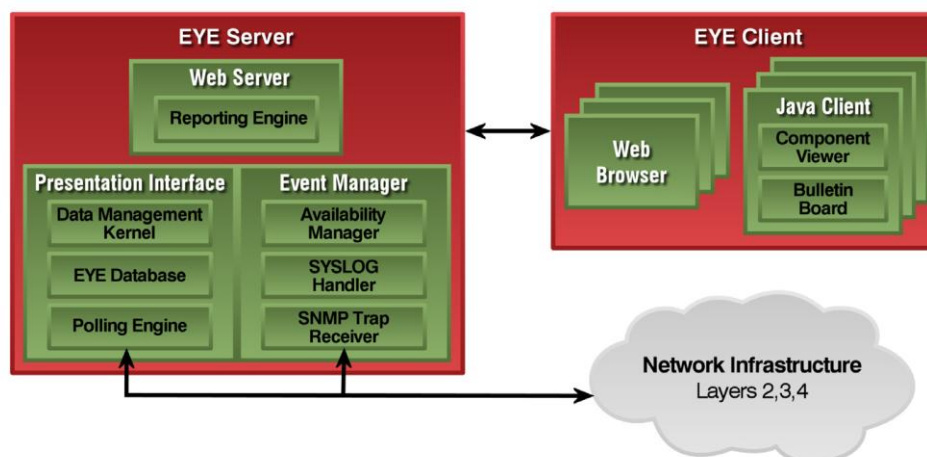 EYE Server
Web Server
Reporting Engine
Presentation Interface
Data Management
Kernel
EYE Database
Polling Engine
Event Manager
Availability
Manager
SYSLOG
Handler
SNMP Trap
Receiver
EYE Client
Web
Browser
Java Client
Component
Viewer
Bulletin
Board
Network Infrastructure
Layers 2,3,4